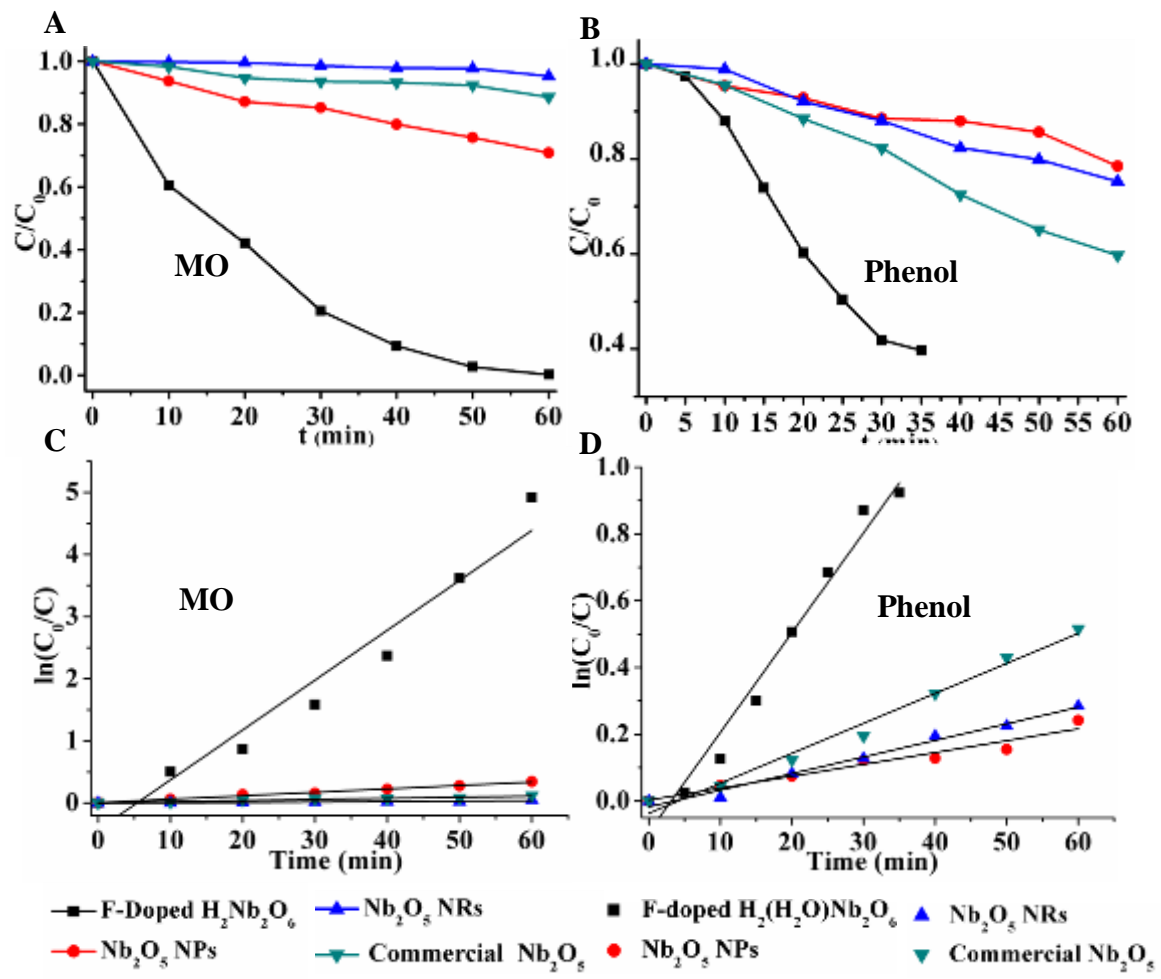 A
B
1.0
0.8
0.6
0.4
0.2
0.0
C/C₀
MO
0 10 20 30 40 50 60
t (min)
1.0
0.8
0.6
0.4
C/C₀
Phenol
0 5 10 15 20 25 30 35 40 45 50 55 60
C
D
5
4
3
2
1
0
ln(C₀/C)
MO
0 10 20 30 40 50 60
Time (min)
1.0
0.8
0.6
0.4
0.2
0.0
ln(C₀/C)
Phenol
0 10 20 30 40 50 60
Time (min)
F-Doped H₂Nb₂O₆
Nb₂O₅ NRs
F-doped H₂(H₂O)Nb₂O₆
Nb₂O₅ NRs
Nb₂O₅ NPs
Commercial Nb₂O₅
Nb₂O₅ NPs
Commercial Nb₂O₅